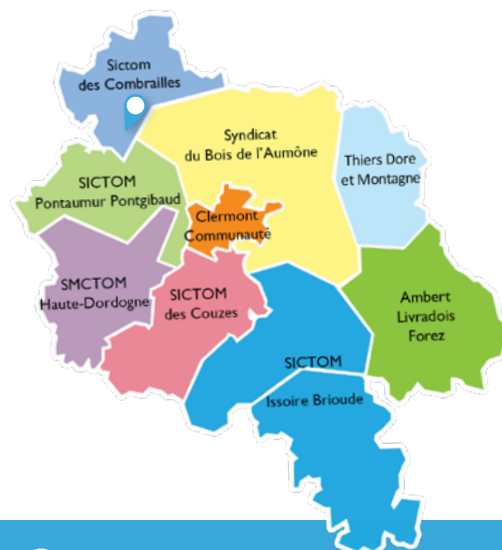 Sictom
des Combrailles
Syndicat
du Bois de l'Aumône
Thiers Dore
et Montagne
SICTOM
Pontaumur Pontgibaud
Clermont
Communauté
SMCTOM
Haute-Dordogne
SICTOM
des Couzes
Ambert
Livradois
Forez
SICTOM
Issoire Brioude